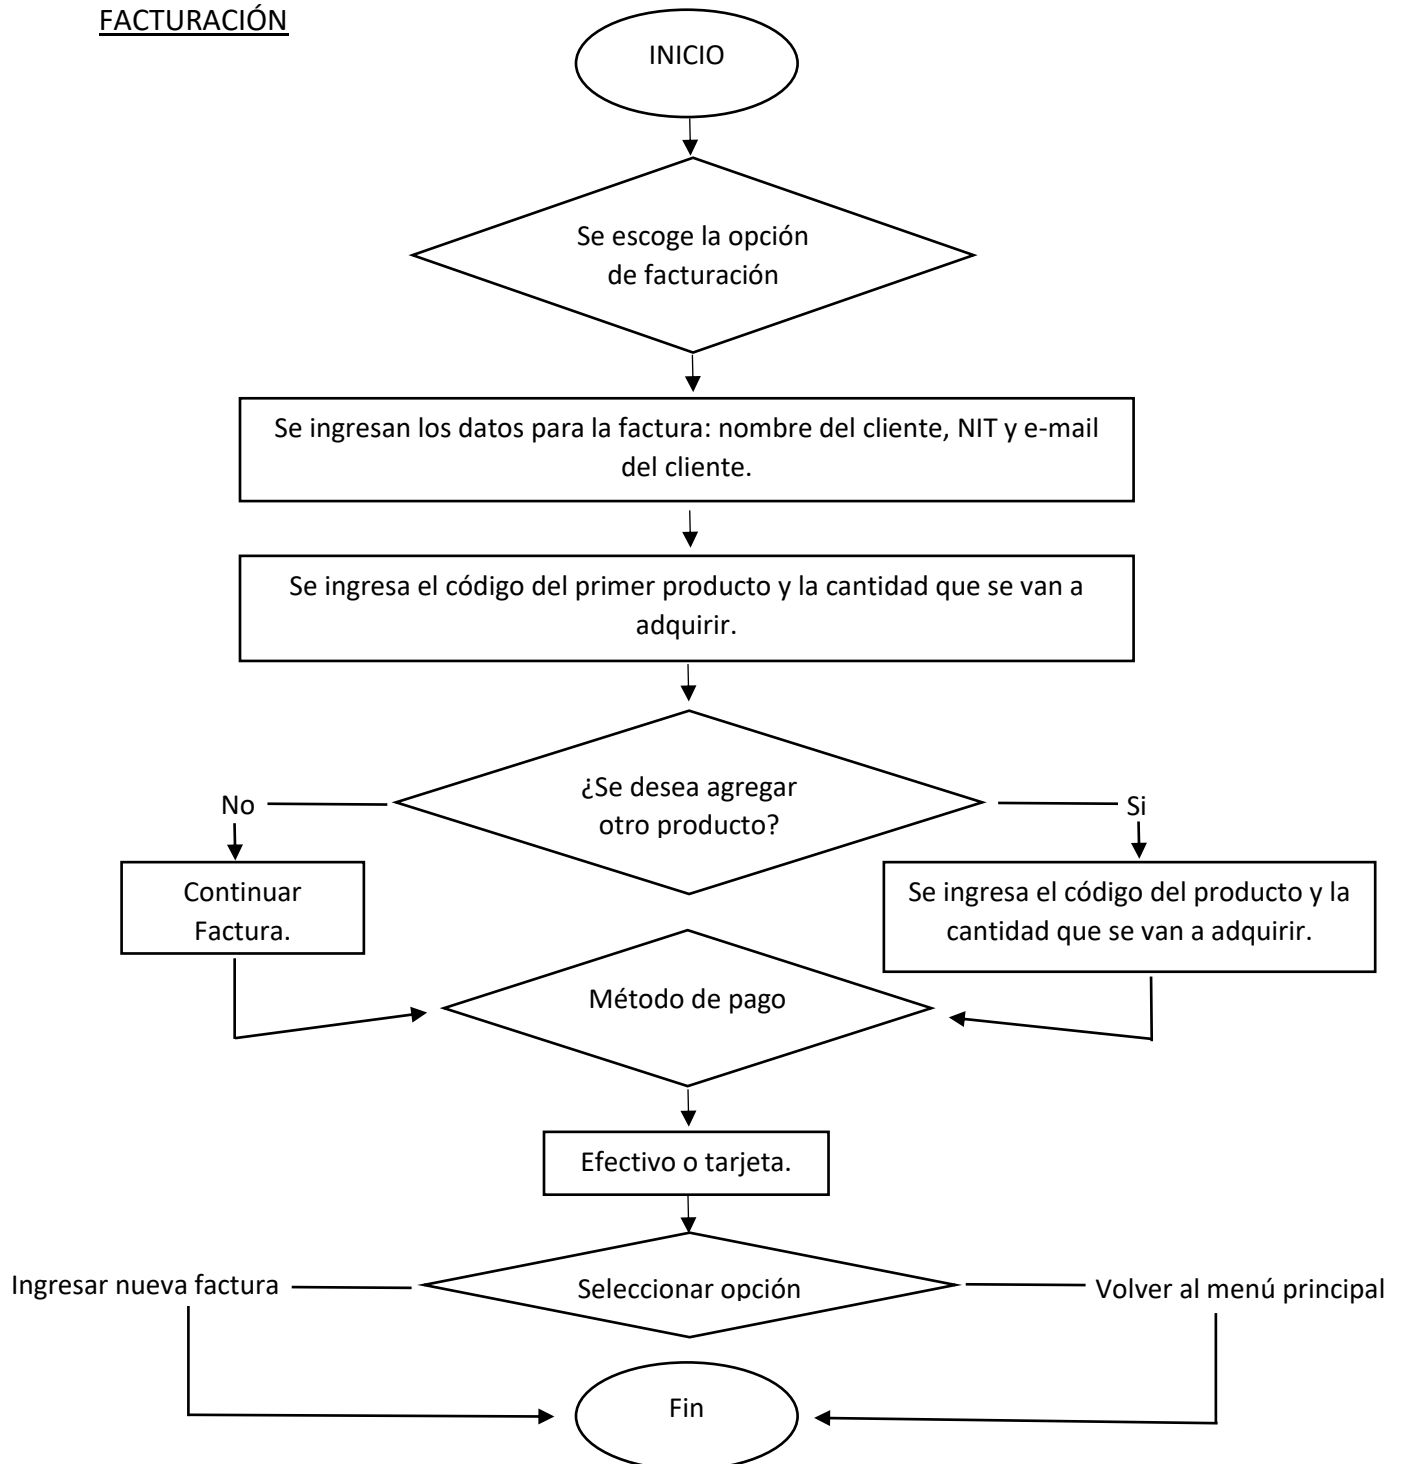 FACTURACIÓN
INICIO
Se escoge la opción
de facturación
Se ingresan los datos para la factura: nombre del cliente, NIT y e-mail
del cliente.
Se ingresa el código del primer producto y la cantidad que se van a
adquirir.
¿Se desea agregar
otro producto?
No
Si
Continuar
Factura.
Se ingresa el código del producto y la
cantidad que se van a adquirir.
Método de pago
Efectivo o tarjeta.
Ingresar nueva factura
Seleccionar opción
Volver al menú principal
Fin